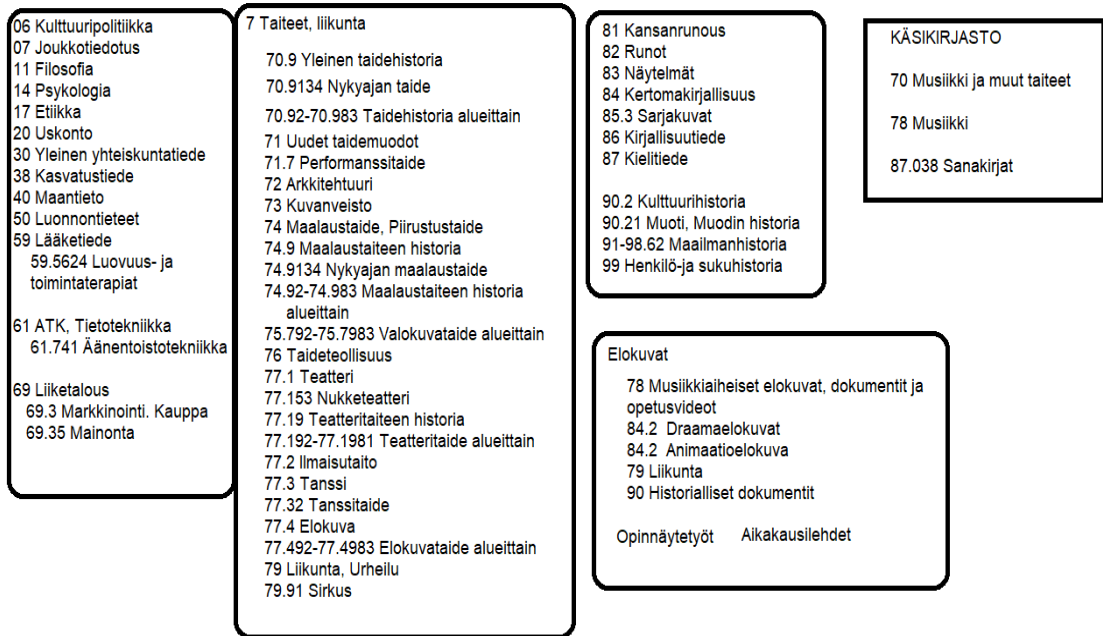 06 Kulttuuripolitiikka
07 Joukkotiedotus
11 Filosofia
14 Psykologia
17 Etiikka
20 Uskonto
30 Yleinen yhteiskuntatiede
38 Kasvatustiede
40 Maantieto
50 Luonnontieteet
59 Lääketiede
59.5624 Luovuus- ja
toimintaterapiat
61 ATK, Tietotekniikka
61.741 Äänentoistotekniikka
69 Liiketalous
69.3 Markkinointi. Kauppa
69.35 Mainonta
7 Taiteet, liikunta
70.9 Yleinen taidehistoria
70.9134 Nykyajan taide
70.92-70.983 Taidehistoria alueittain
71 Uudet taidemuodot
71.7 Performanssitaide
72 Arkkitehtuuri
73 Kuvanveisto
74 Maalaustaide, Piirustustaide
74.9 Maalaustaiteen historia
74.9134 Nykyajan maalaustaide
74.92-74.983 Maalaustaiteen historia
alueittain
75.792-75.7983 Valokuvataide alueittain
76 Taideteollisuus
77.1 Teatteri
77.153 Nukketeatteri
77.19 Teatteritaiteen historia
77.192-77.1981 Teatteritaide alueittain
77.2 Ilmaisutaito
77.3 Tanssi
77.32 Tanssitaide
77.4 Elokuva
77.492-77.4983 Elokuvataide alueittain
79 Liikunta, Urheilu
79.91 Sirkus
81 Kansanrunous
82 Runot
83 Näytelmät
84 Kertomakirjallisuus
85.3 Sarjakuvat
86 Kirjallisuutiede
87 Kielitiede
90.2 Kulttuurihistoria
90.21 Muoti, Muodin historia
91-98.62 Maailmanhistoria
99 Henkilö-ja sukuhistoria
KÄSIKIRJASTO
70 Musiikki ja muut taiteet
78 Musiikki
87.038 Sanakirjat
Elokuvat
78 Musiikkiaiheiset elokuvat, dokumentit ja
opetusvideot
84.2 Draamaelokuvat
84.2 Animaatioelokuva
79 Liikunta
90 Historialliset dokumentit
Opinnäytetyöt Aikakausilehdet